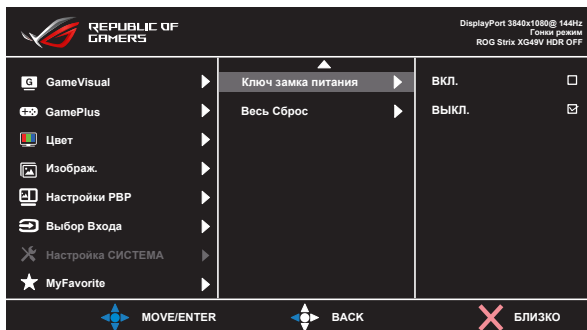 REPUBLIC OF
GAMERS
DisplayPort 3840x1080@ 144Hz
Гонки режим
ROG Strix XG49V HDR OFF
G
GameVisual
GamePlus
Цвет
Изображ.
Настройки PBP
Выбор Входа
Настройка СИСТЕМА
MyFavorite
Ключ замка питания
Весь Сброс
ВКЛ.
ВЫКЛ.
MOVE/ENTER
BACK
БЛИЗКО